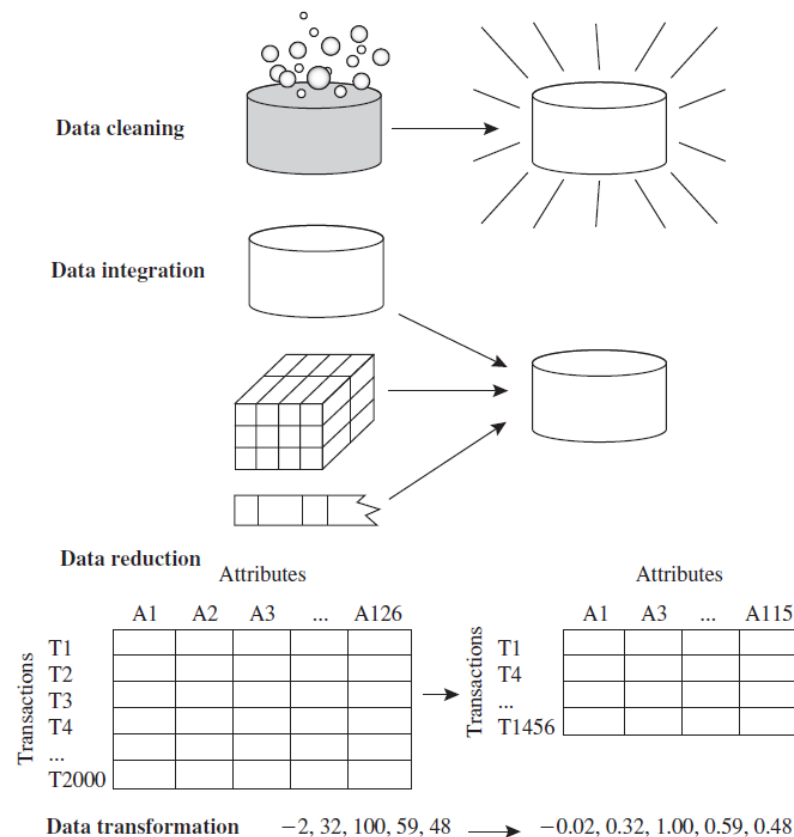 Data cleaning
Data integration
Data reduction
Attributes
A1 A2 A3 ... A126
Transactions
T1
T2
T3
T4
...
T2000
Attributes
A1 A3 ... A115
Transactions
T1
T4
...
T1456
Data transformation −2, 32, 100, 59, 48 −0.02, 0.32, 1.00, 0.59, 0.48